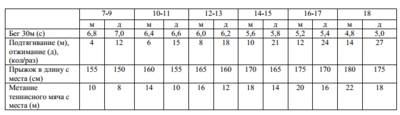 7-9 10-11 12-13 14-15 16-17 18
м д м д м д м д м д м д
Бег 30м (с) 6,8 7,0 6,4 6,6 6,0 6,2 5,6 5,8 5,2 5,4 4,8 5,0
Подтягивание (м), 4 12 6 15 8 18 10 21 12 24 14 27
отжимание (д),
(кол/раз)
Прыжок в длину с 155 150 160 155 165 160 170 165 175 170 180 175
места (см)
Метание 10 8 14 10 16 12 18 14 20 16 22 18
теннисного мяча с
места (м)